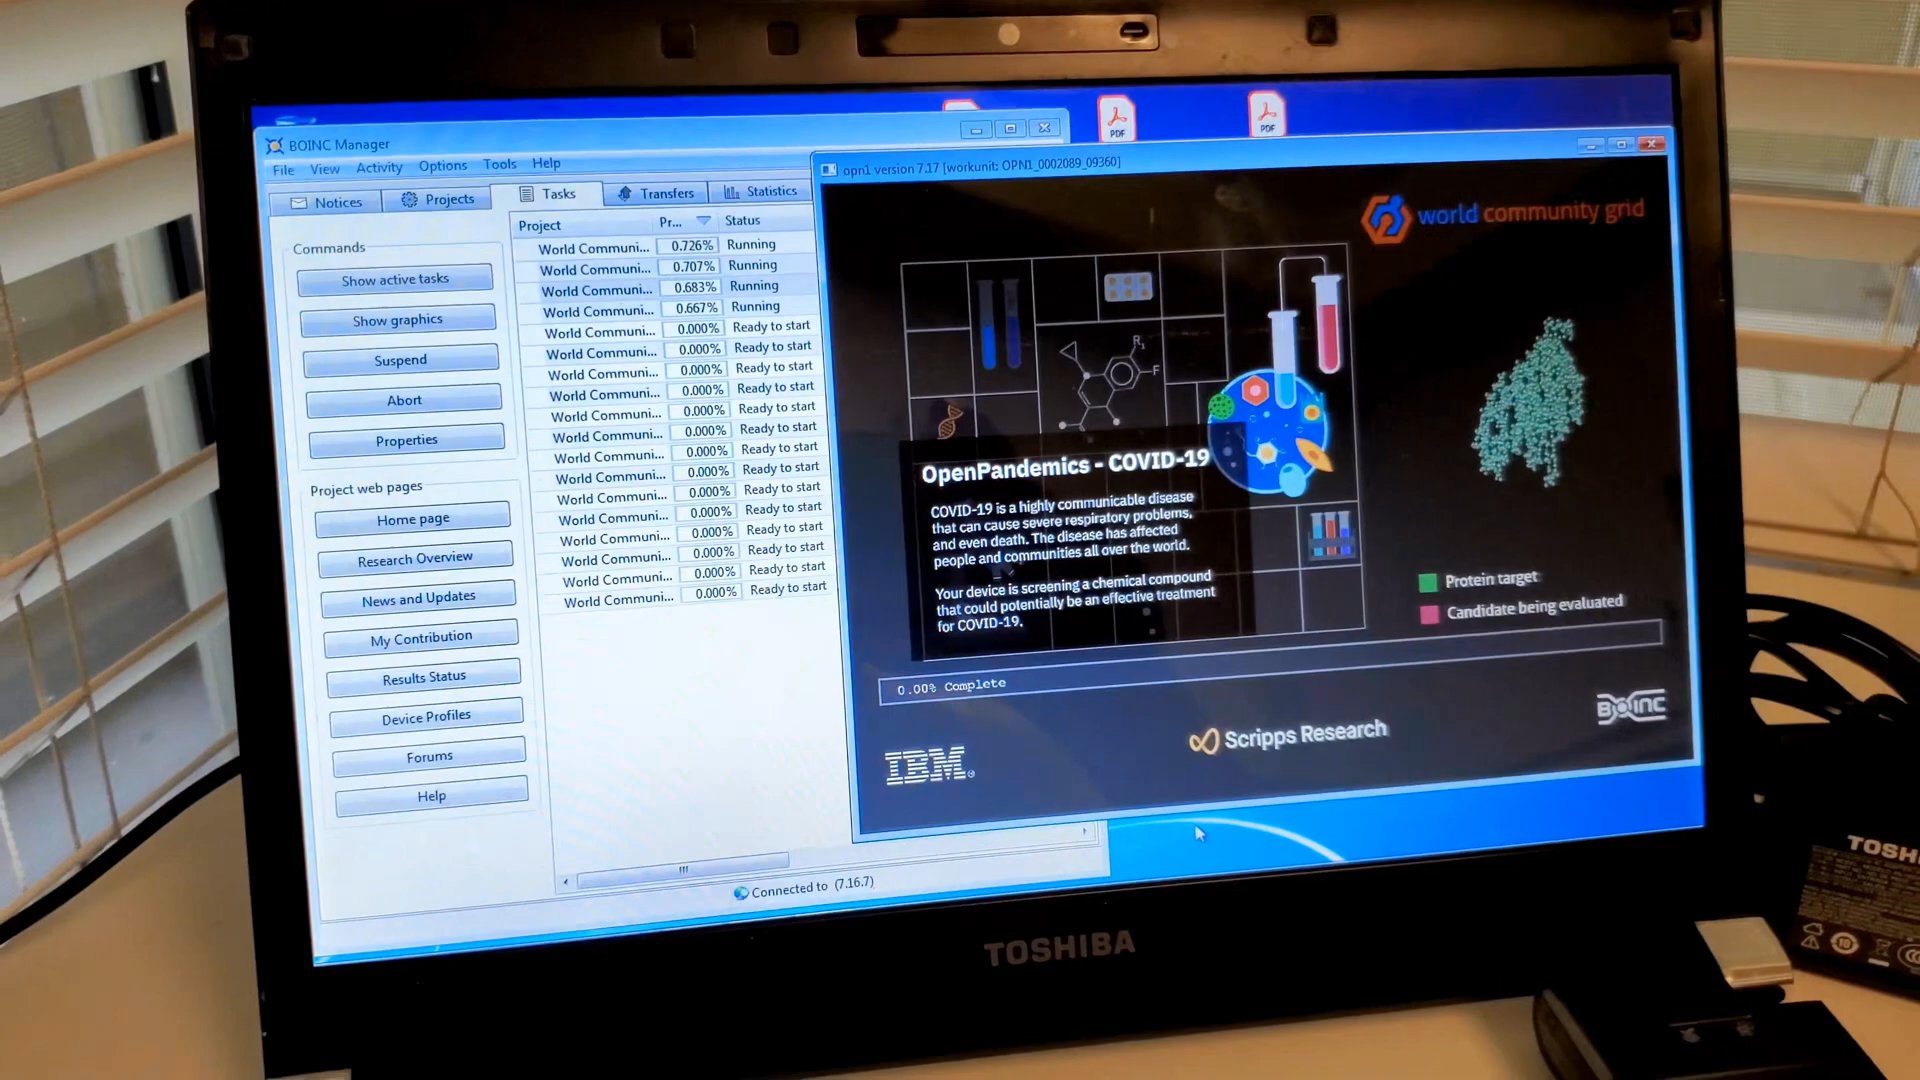 BOINC Manager
File View Activity Options Tools Help
Notices Projects Tasks Transfers Statistics
Commands
Show active tasks
Show graphics
Suspend
Abort
Properties
Project web pages
Home page
Research Overview
News and Updates
My Contribution
Results Status
Device Profiles
Forums
Help
Project Pr... Status
World Communi... 0.726% Running
World Communi... 0.707% Running
World Communi... 0.683% Running
World Communi... 0.667% Running
World Communi... 0.000% Ready to start
World Communi... 0.000% Ready to start
World Communi... 0.000% Ready to start
World Communi... 0.000% Ready to start
World Communi... 0.000% Ready to start
World Communi... 0.000% Ready to start
World Communi... 0.000% Ready to start
World Communi... 0.000% Ready to start
World Communi... 0.000% Ready to start
World Communi... 0.000% Ready to start
World Communi... 0.000% Ready to start
World Communi... 0.000% Ready to start
World Communi... 0.000% Ready to start
World Communi... 0.000% Ready to start
Connected to (7.16.7)
PDF
PDF
opn1 version 7.17 [workunit: OPN1_0002089_09360]
world community grid
R1
F
OpenPandemics - COVID-19
COVID-19 is a highly communicable disease
that can cause severe respiratory problems,
and even death. The disease has affected
people and communities all over the world.
Your device is screening a chemical compound
that could potentially be an effective treatment
for COVID-19.
Protein target
Candidate being evaluated
0.00% Complete
IBM®
Scripps Research
BOINC
TOSHIBA
TOSHI